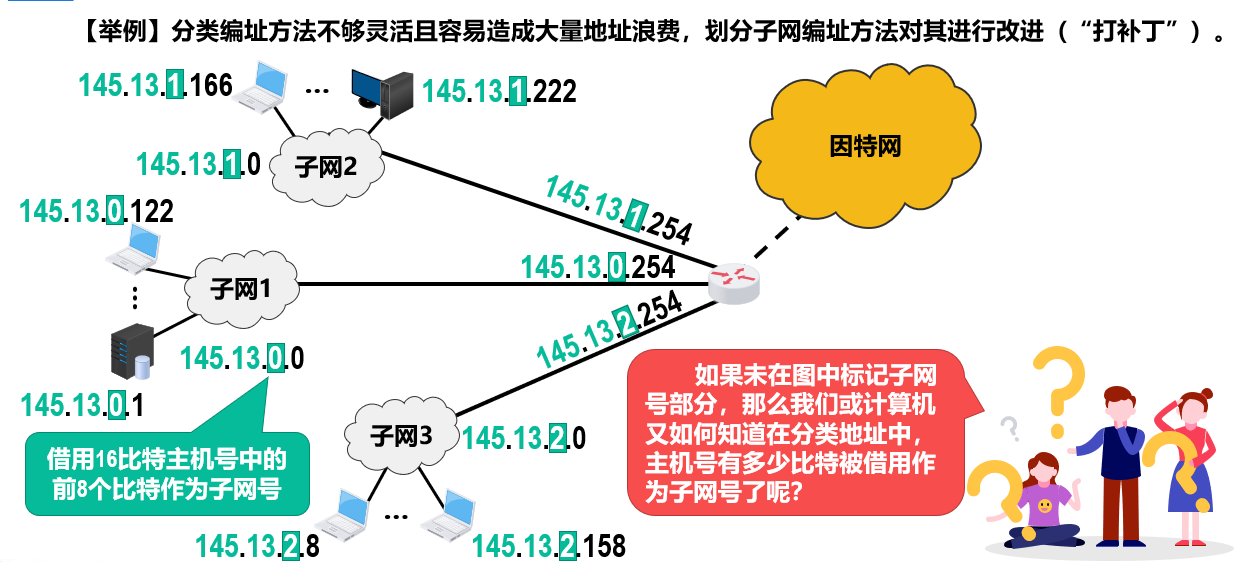 【举例】分类编址方法不够灵活且容易造成大量地址浪费，划分子网编址方法对其进行改进（“打补丁”）。
145.13.1.166
...
145.13.1.222
145.13.1.0
子网2
因特网
145.13.1.254
145.13.0.122
子网1
145.13.0.254
145.13.0.0
145.13.0.1
145.13.2.254
借用16比特主机号中的
前8个比特作为子网号
子网3
145.13.2.0
145.13.2.8
...
145.13.2.158
如果未在图中标记子网
号部分，那么我们或计算机
又如何知道在分类地址中，
主机号有多少比特被借用作
为子网号了呢？